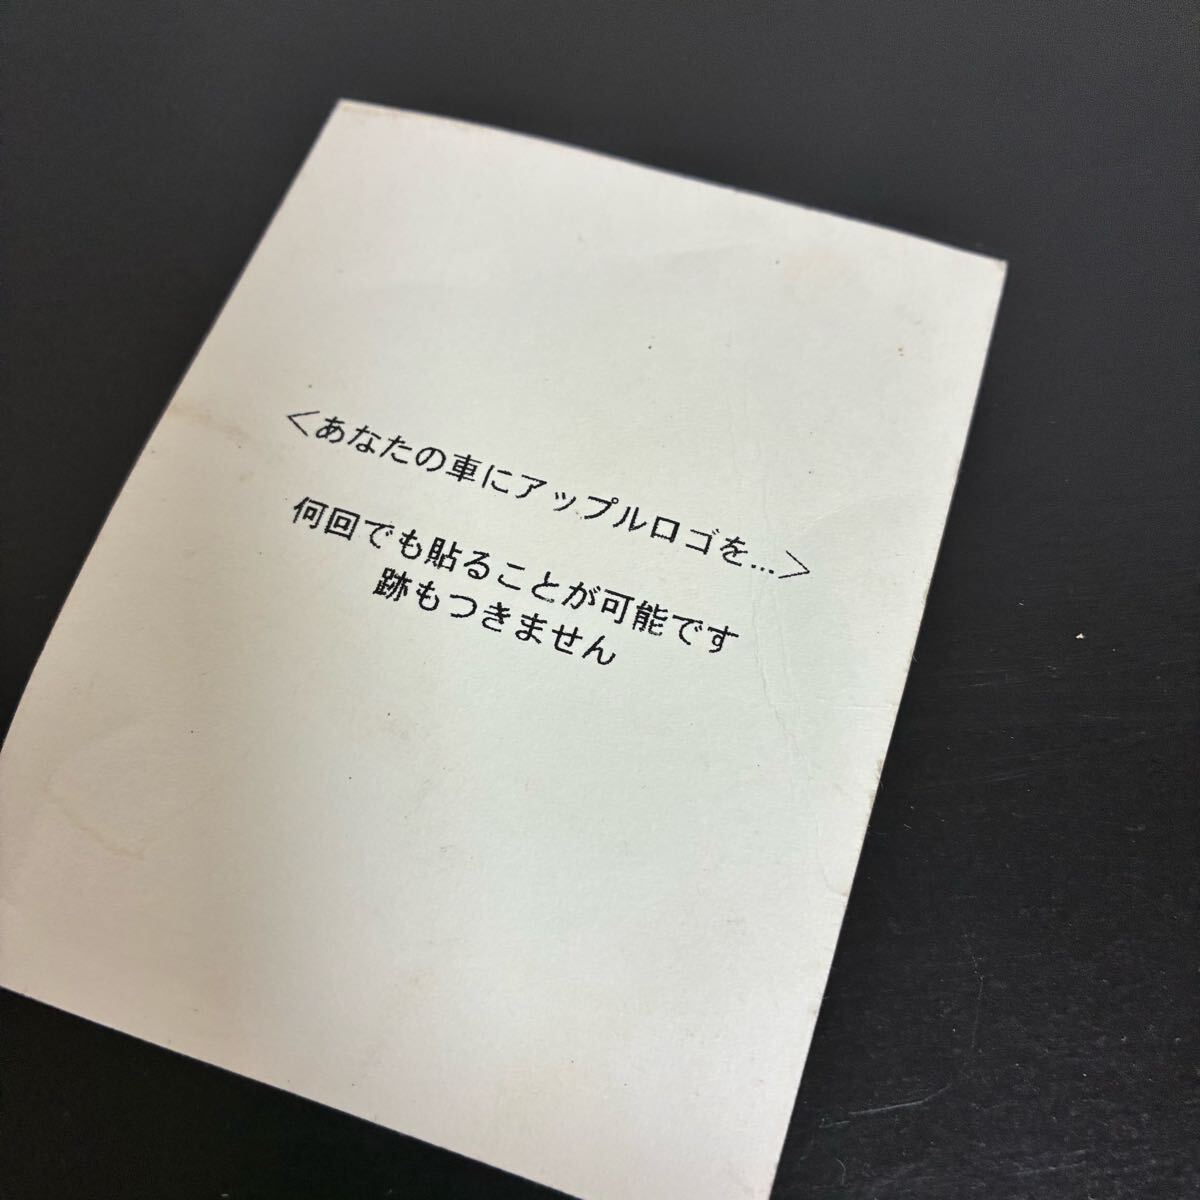 ＜あなたの車にアップルロゴを...＞
何回でも貼ることが可能です
跡もつきません